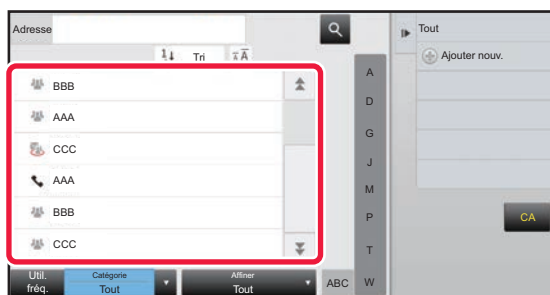 Adresse
Tri
BBB
AAA
CCC
AAA
BBB
CCC
A
D
G
J
M
P
T
W
Util.
fréq.
Catégorie
Tout
Affiner
Tout
ABC
Tout
Ajouter nouv.
CA